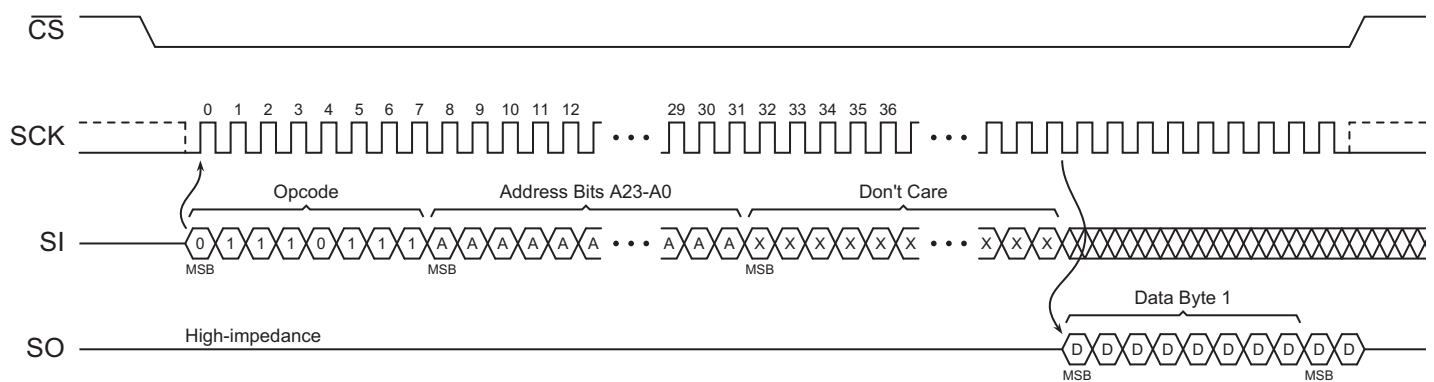 CS
0 1 2 3 4 5 6 7 8 9 10 11 12 29 30 31 32 33 34 35 36
SCK
Opcode Address Bits A23-A0 Don't Care
SI 0 1 1 1 0 1 1 1 A A A A A A A A A X X X X X X X X X
MSB MSB MSB
Data Byte 1
High-impedance
SO D D D D D D D D D D
MSB MSB